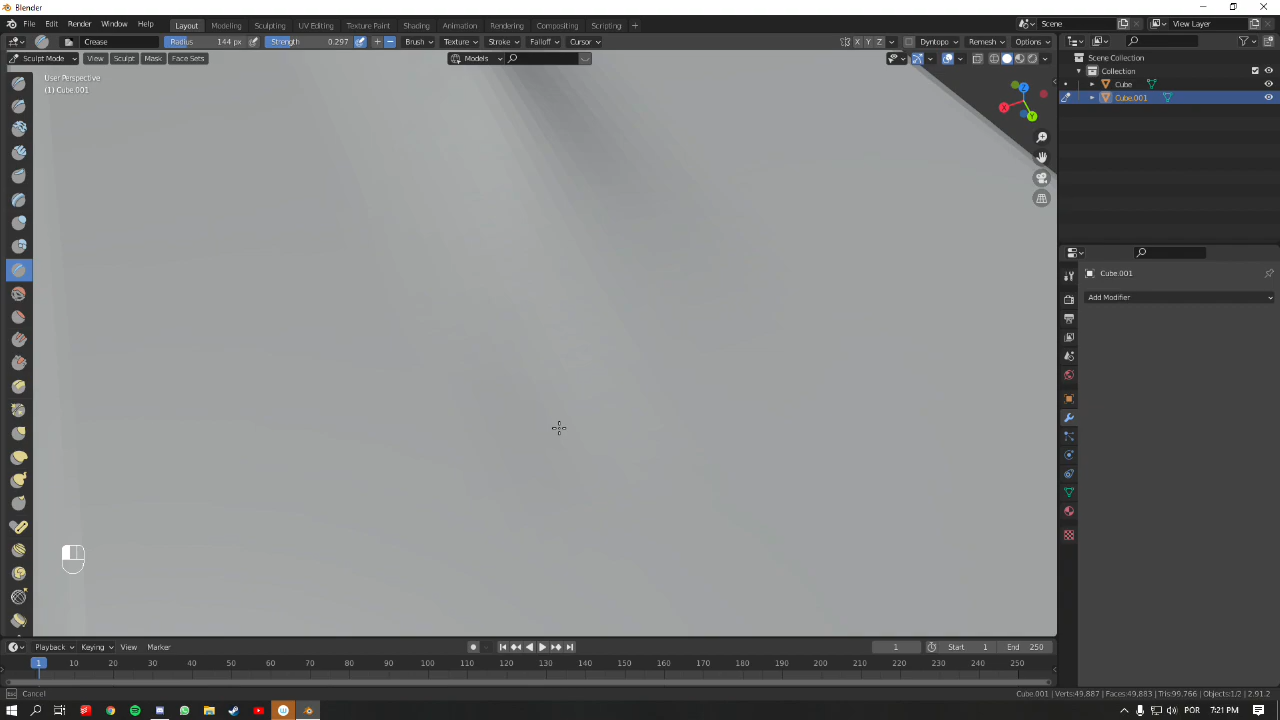 Blender
File Edit Render Window Help Layout Modeling Sculpting UV Editing Texture Paint Shading Animation Rendering Compositing Scripting Scene View Layer
Crease Radius 144 px Strength 0.297 Brush Texture Stroke Falloff Cursor X Y Z Dyntopo Remesh Options
Sculpt Mode View Sculpt Mask Face Sets Models
User Perspective
(1) Cube.001
Scene Collection
Collection
Cube
Cube.001
X
Y
Z
Cube.001
Add Modifier
Playback Keying View Marker 1 Start 1 End 250
1 10 20 30 40 50 60 70 80 90 100 110 120 130 140 150 160 170 180 190 200 210 220 230 240 250
Cancel Cube.001 | Verts:49,887 | Faces:49,883 | Tris:99,766 | Objects:1/2 | 2.91.2
POR 7:21 PM